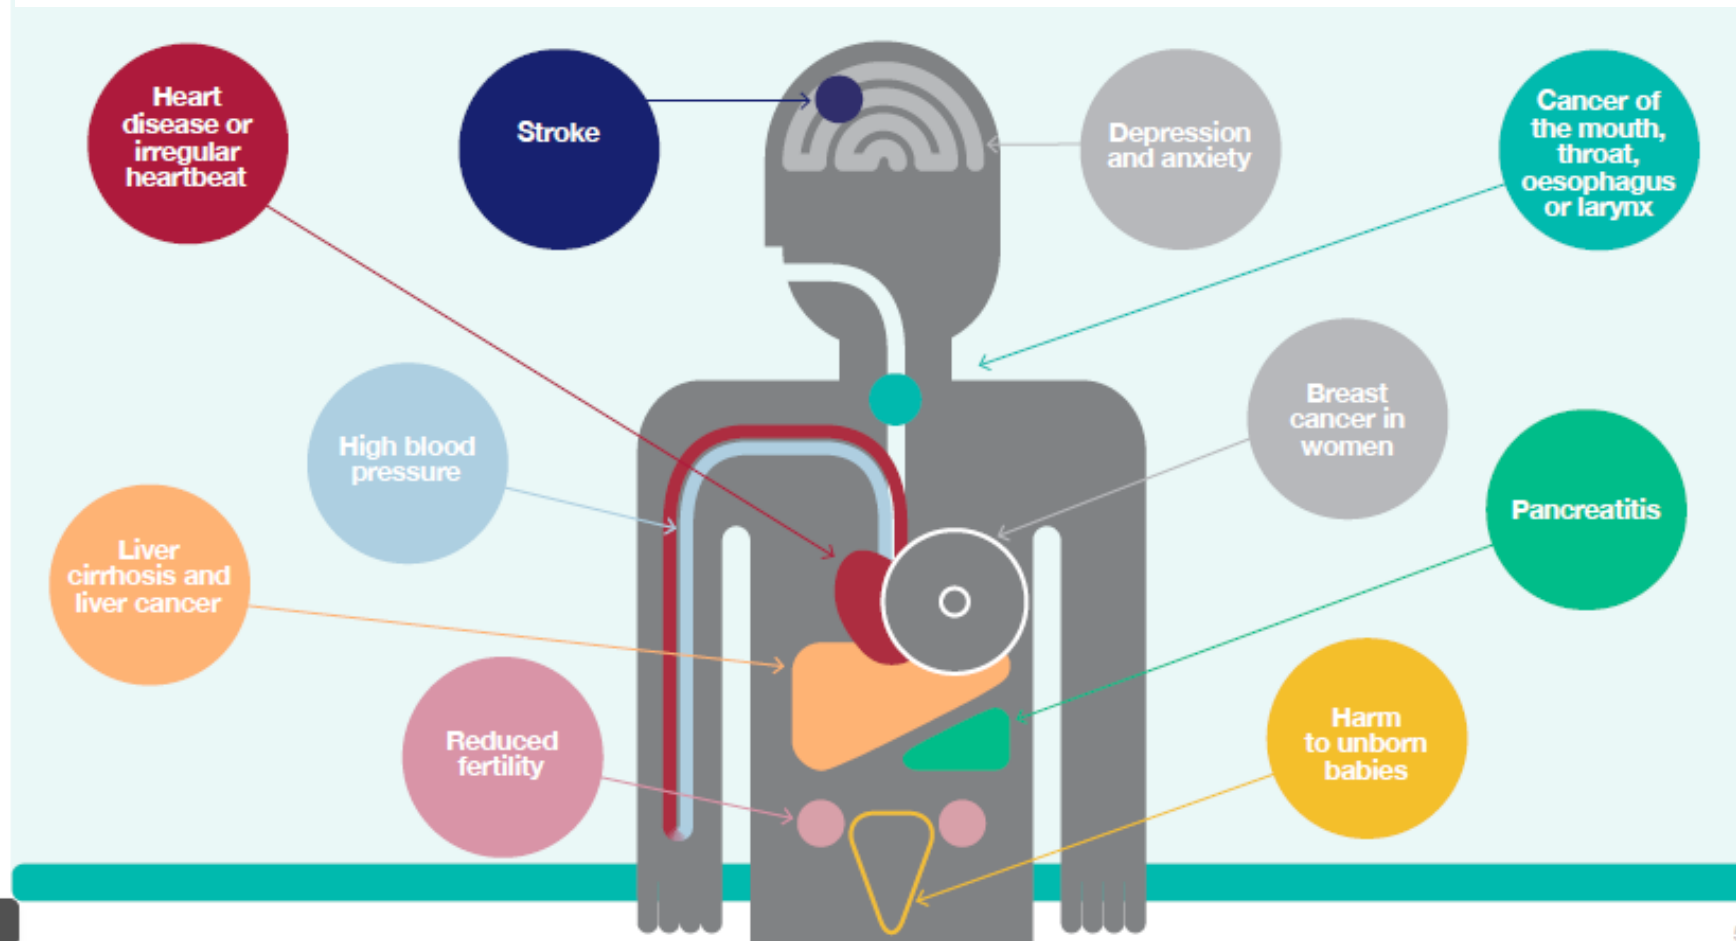 Heart
disease or
irregular
heartbeat
Stroke
Depression
and anxiety
Cancer of
the mouth,
throat,
oesophagus
or larynx
High blood
pressure
Breast
cancer in
women
Pancreatitis
Liver
cirrhosis and
liver cancer
Reduced
fertility
Harm
to unborn
babies